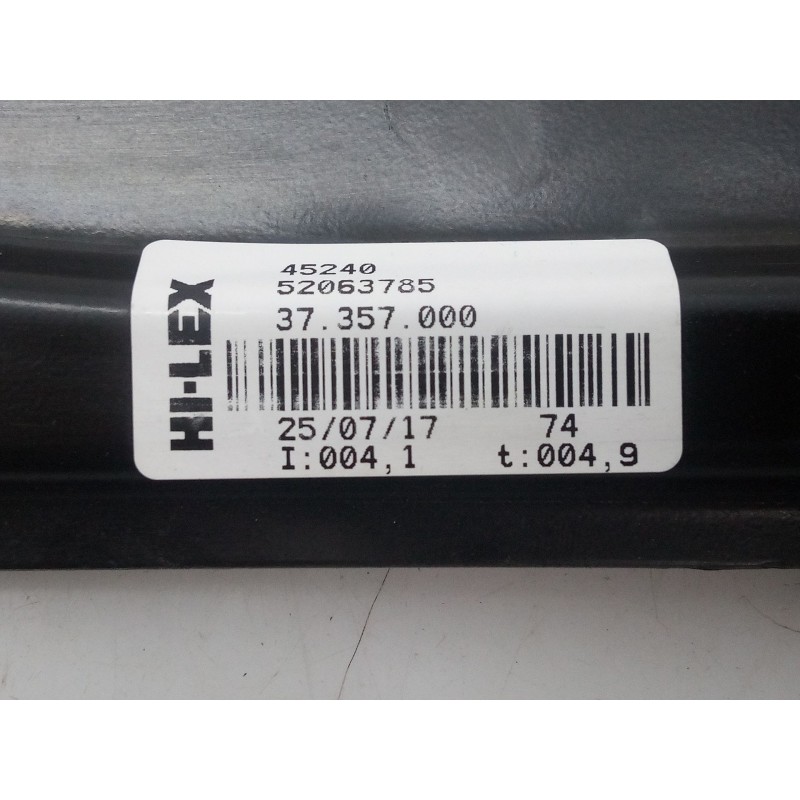 HI-LEX
45240
52063785
37.357.000
25/07/17 74
I:004,1 t:004,9